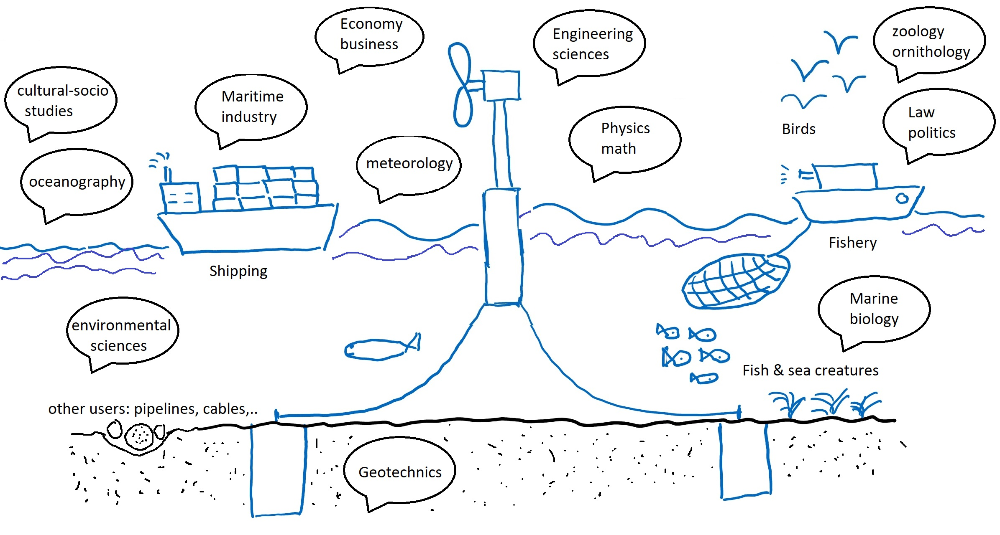 Economy
business
Engineering
sciences
zoology
ornithology
cultural-socio
studies
Maritime
industry
Physics
math
Birds
Law
politics
oceanography
meteorology
Shipping
Fishery
environmental
sciences
Marine
biology
Fish & sea creatures
other users: pipelines, cables,..
Geotechnics